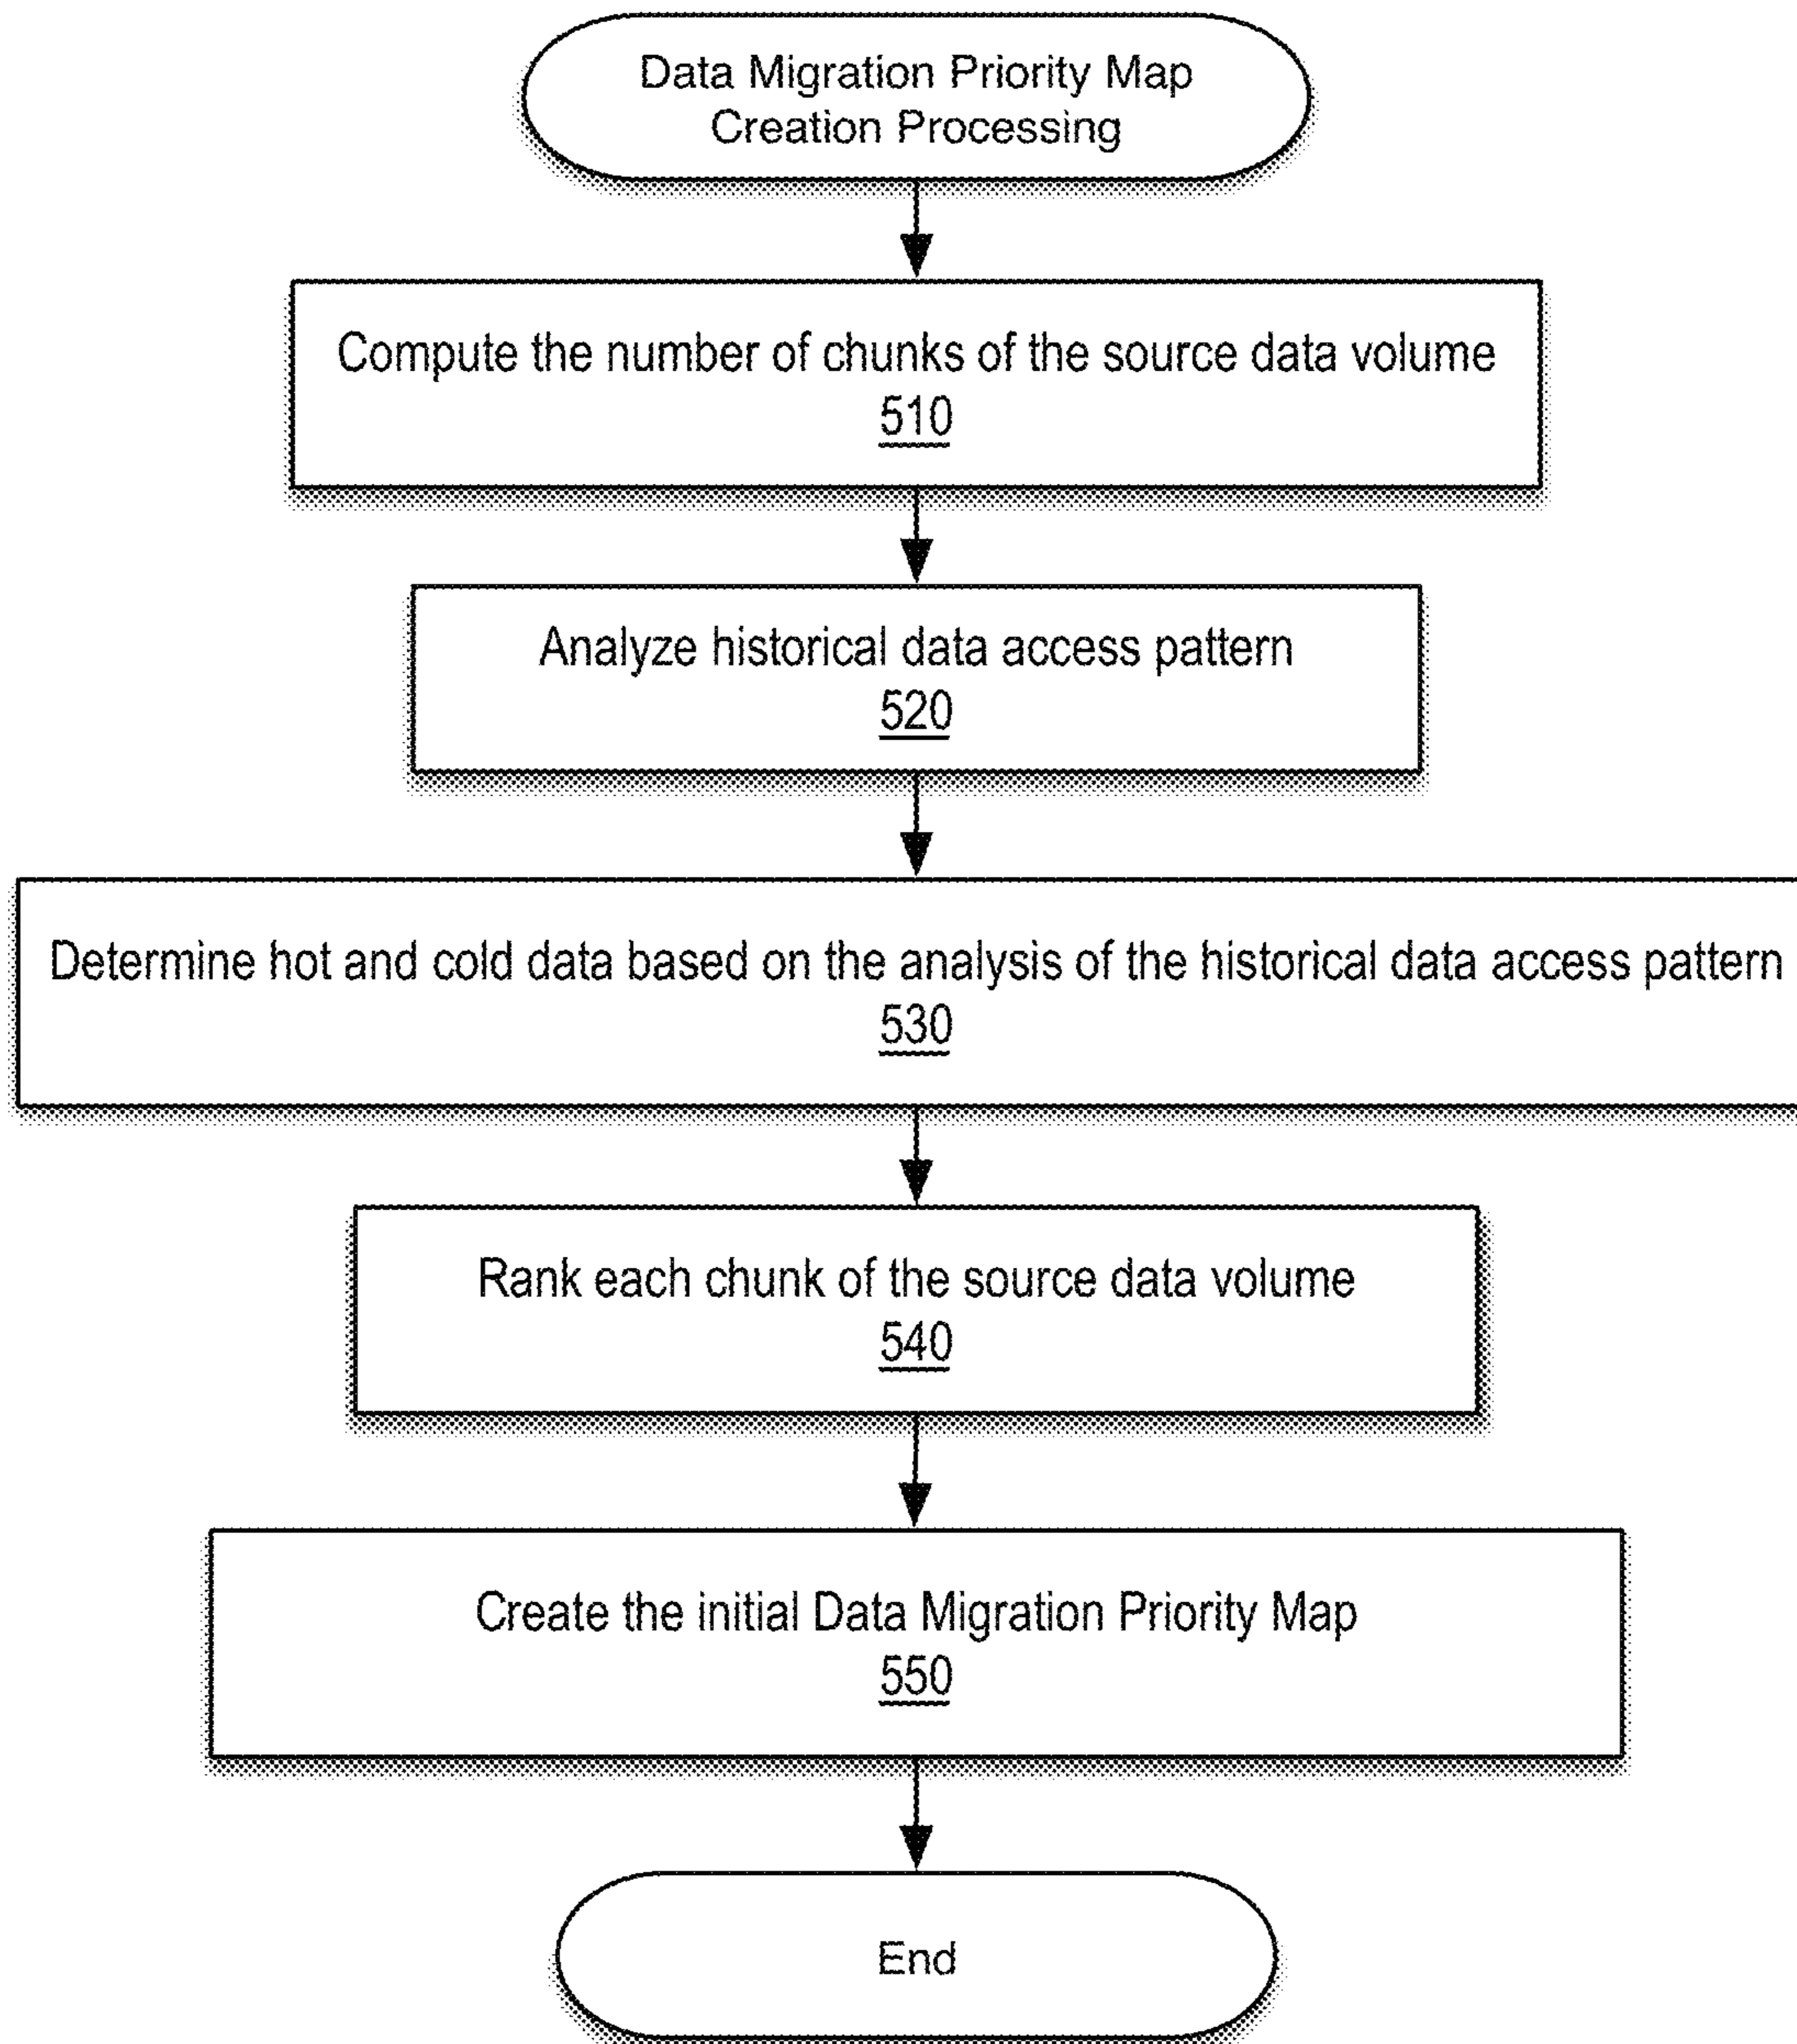 Data Migration Priority Map
Creation Processing
Compute the number of chunks of the source data volume
510
Analyze historical data access pattern
520
Determine hot and cold data based on the analysis of the historical data access pattern
530
Rank each chunk of the source data volume
540
Create the initial Data Migration Priority Map
550
End